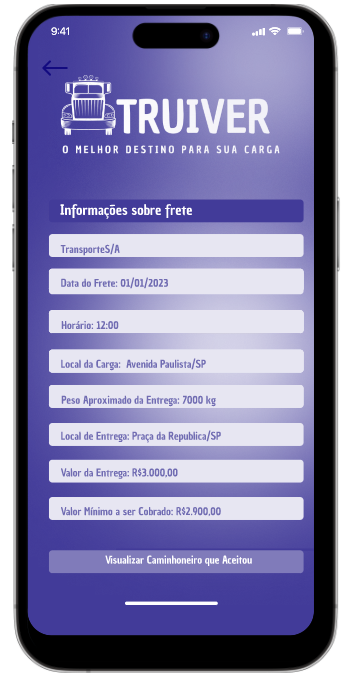 9:41
TRUIVER
O MELHOR DESTINO PARA SUA CARGA
Informações sobre frete
TransporteS/A
Data do Frete: 01/01/2023
Horário: 12:00
Local da Carga: Avenida Paulista/SP
Peso Aproximado da Entrega: 7000 kg
Local de Entrega: Praça da Republica/SP
Valor da Entrega: R$3.000,00
Valor Mínimo a ser Cobrado: R$2.900,00
Visualizar Caminhoneiro que Aceitou